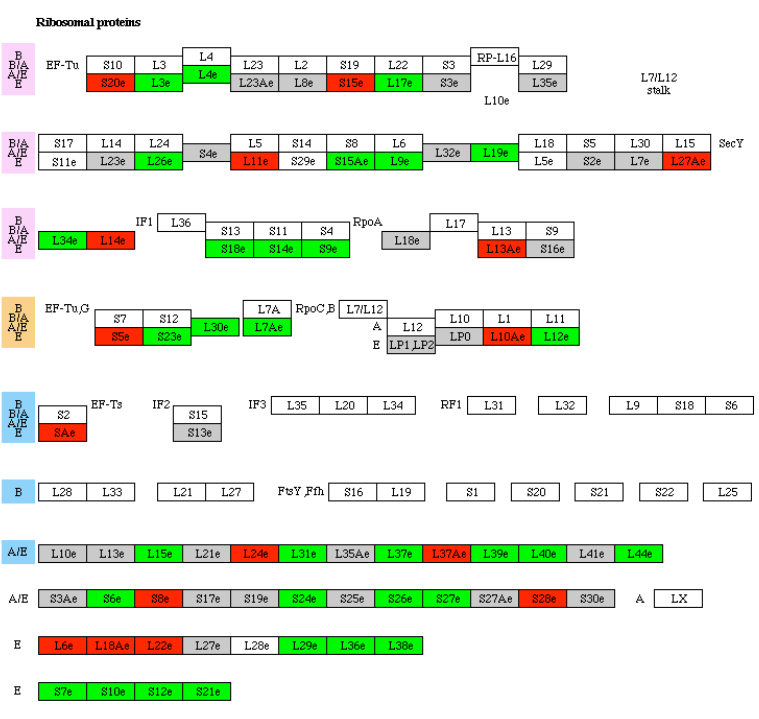 Ribosomal proteins
B
B/A
A/E
E
EF-Tu S10 L3 L4 L23 L2 S19 L22 S3 RP-L16 L29
S20e L3e L4e L23Ae L8e S15e L17e S3e L35e
L10e
L7/L12
stalk
B/A
A/E
E
S17 L14 L24 L5 S14 S8 L6 L18 S5 L30 L15 SecY
S11e L23e L26e S4e L11e S29e S15Ae L9e L32e L19e L5e S2e L7e L27Ae
B
B/A
A/E
E
IF1 L36 S13 S11 S4 RpoA L17 L13 S9
L34e L14e S18e S14e S9e L18e L13Ae S16e
B
B/A
A/E
E
EF-Tu,G S7 S12 L7A RpoC,B L7/L12
S5e S23e L30e L7Ae
A L12 L10 L1 L11
E LP1,LP2 LP0 L10Ae L12e
B
B/A
A/E
E
S2 EF-Ts IF2 S15 IF3 L35 L20 L34 RF1 L31 L32 L9 S18 S6
SAe S13e
B L28 L33 L21 L27 FtsY,Ffh S16 L19 S1 S20 S21 S22 L25
A/E L10e L13e L15e L21e L24e L31e L35Ae L37e L37Ae L39e L40e L41e L44e
A/E S3Ae S6e S8e S17e S19e S24e S25e S26e S27e S27Ae S28e S30e A LX
E L6e L18Ae L22e L27e L28e L29e L36e L38e
E S7e S10e S12e S21e